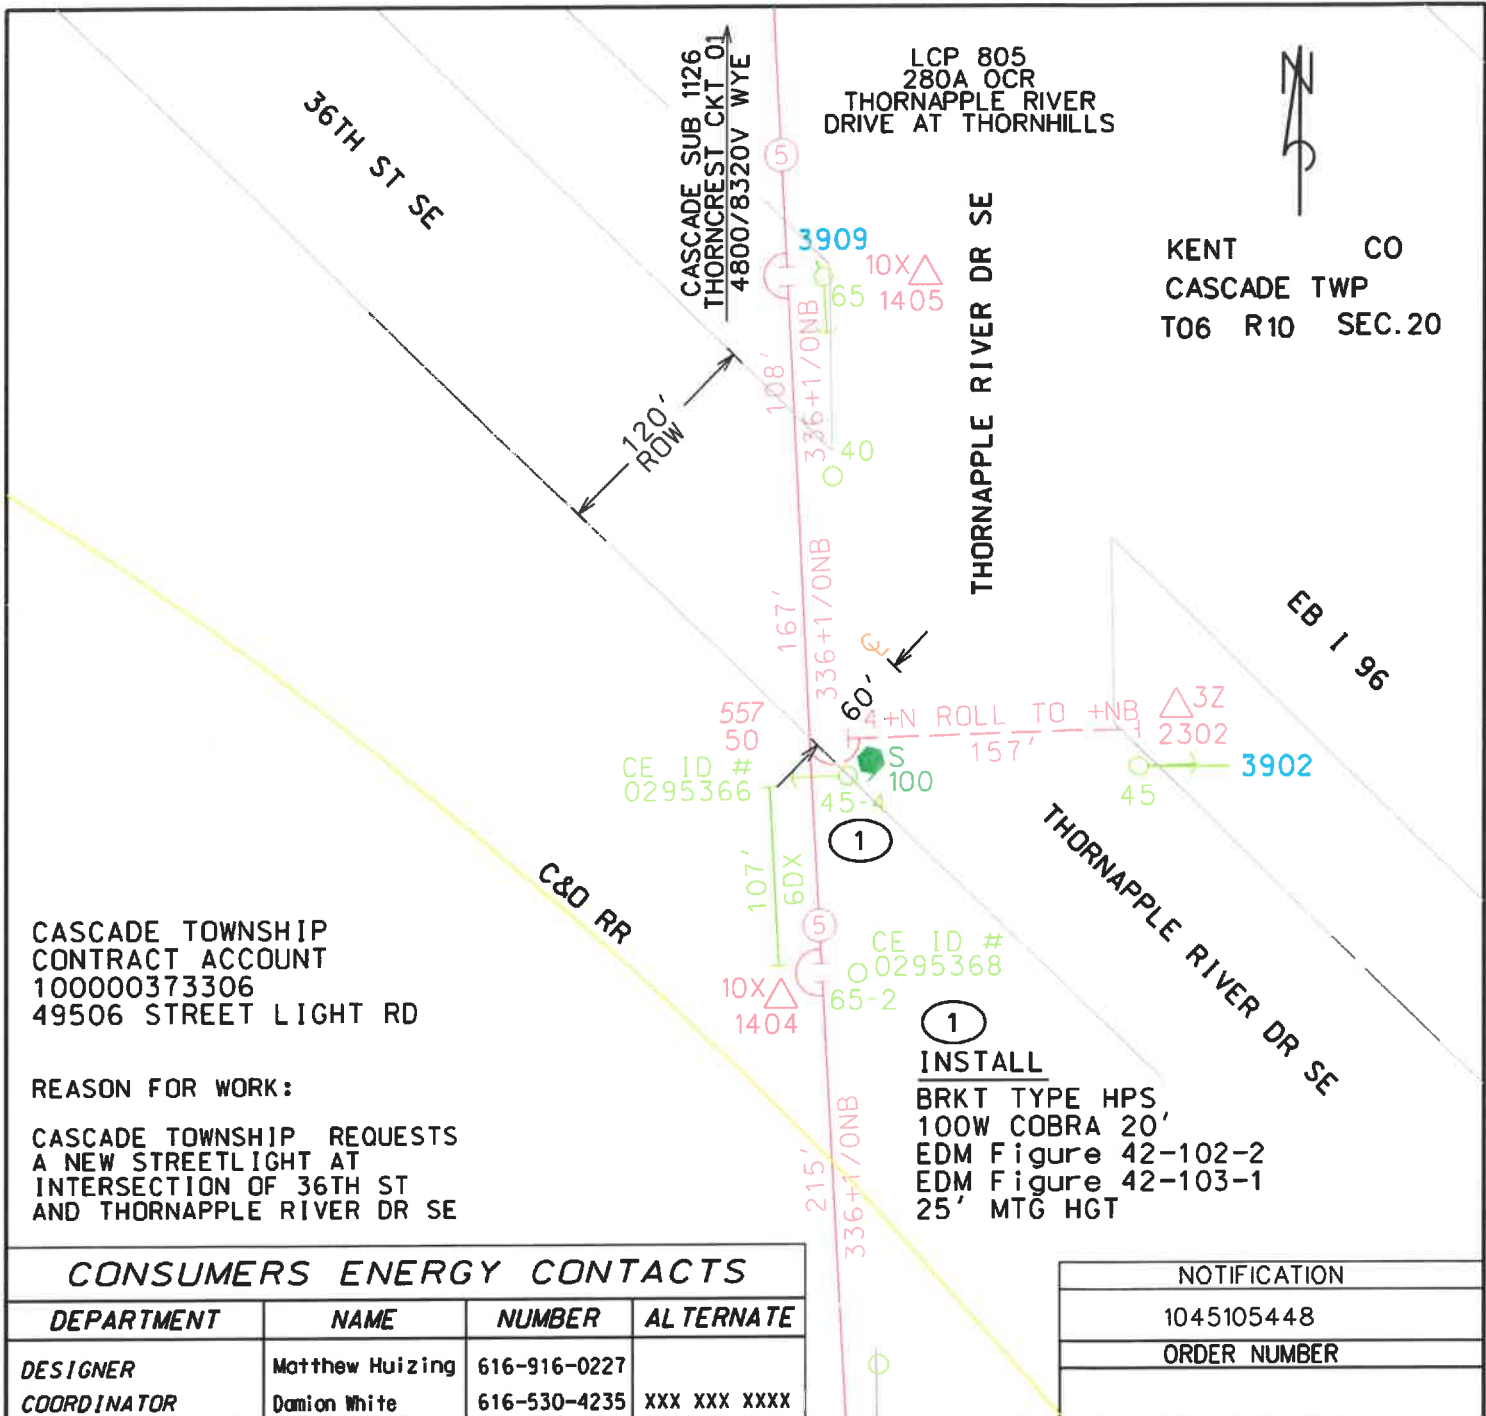 LCP 805
280A OCR
THORNAPPLE RIVER
DRIVE AT THORNHILLS
CASCADE SUB 1126
THORNCREST CKT 01
4800/8320V WYE
36TH ST SE
N
KENT CO
CASCADE TWP
T06 R10 SEC.20
THORNAPPLE RIVER DR SE
5
3909
65
10X
1405
108'
336+1/0NB
120'
ROW
40
167'
336+1/0NB
EB I 96
60'
557
50
4+N ROLL TO +NB
157'
3Z
2302
CE ID #
0295366
45-4
S
100
45
3902
1
107'
6DX
THORNAPPLE RIVER DR SE
C&O RR
5
CE ID #
0295368
65-2
10X
1404
CASCADE TOWNSHIP
CONTRACT ACCOUNT
100000373306
49506 STREET LIGHT RD
REASON FOR WORK:
CASCADE TOWNSHIP REQUESTS
A NEW STREETLIGHT AT
INTERSECTION OF 36TH ST
AND THORNAPPLE RIVER DR SE
1
INSTALL
BRKT TYPE HPS
100W COBRA 20'
EDM Figure 42-102-2
EDM Figure 42-103-1
25' MTG HGT
215'
336+1/0NB
CONSUMERS ENERGY CONTACTS
DEPARTMENT NAME NUMBER ALTERNATE
DESIGNER Matthew Huizing 616-916-0227
COORDINATOR Damion White 616-530-4235 XXX XXX XXXX
NOTIFICATION
1045105448
ORDER NUMBER